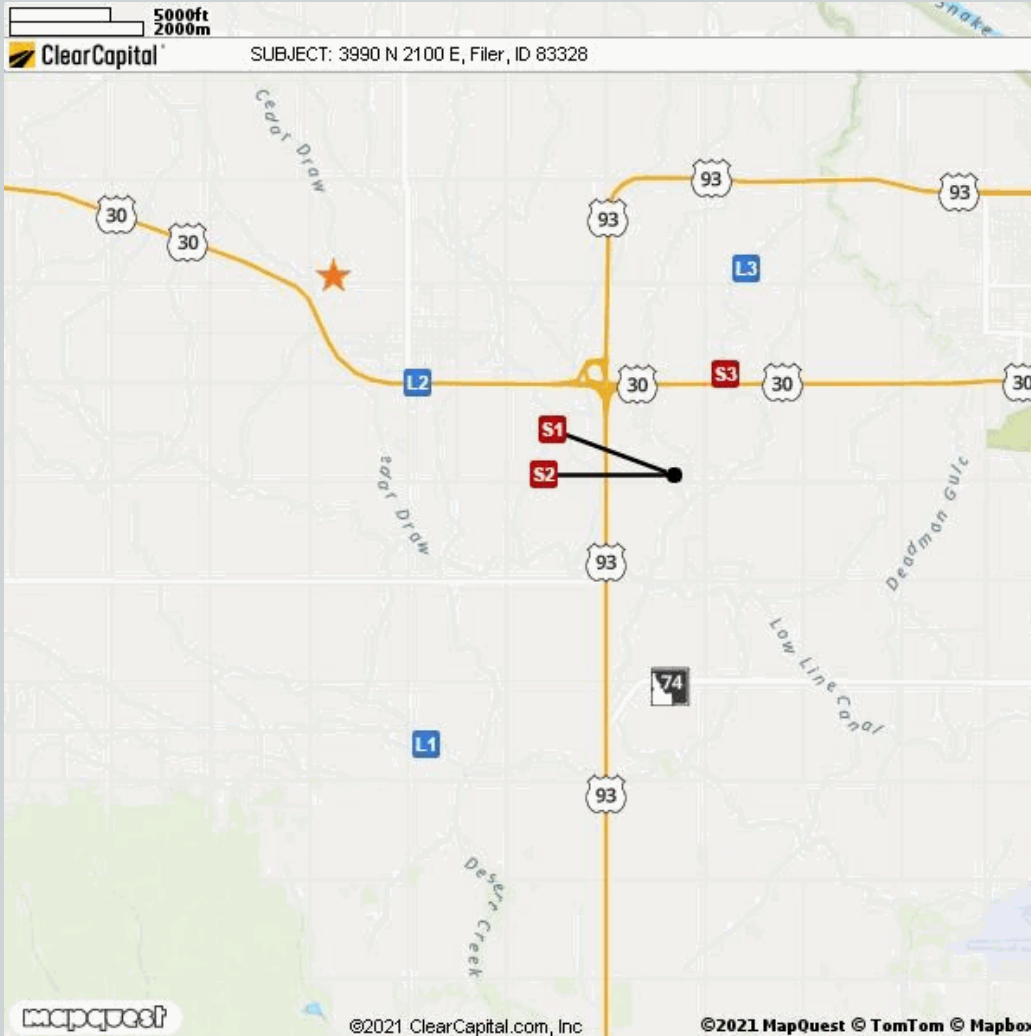 5000ft
2000m
ClearCapital
SUBJECT: 3990 N 2100 E, Filer, ID 83328
Snake
Cedar Draw
93
93
30
93
30
L3
L2
30
S3
30
30
S1
S2
edar Draw
Deadman Gulc
93
Low Line Canal
74
L1
93
Creek
mapquest
©2021 ClearCapital.com, Inc
©2021 MapQuest © TomTom © Mapbo